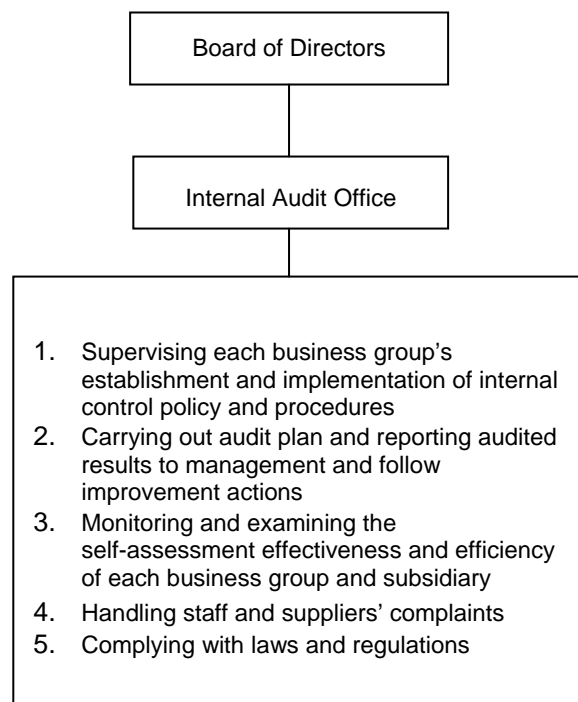 Board of Directors
Internal Audit Office
1. Supervising each business group’s
establishment and implementation of internal
control policy and procedures
2. Carrying out audit plan and reporting audited
results to management and follow
improvement actions
3. Monitoring and examining the
self-assessment effectiveness and efficiency
of each business group and subsidiary
4. Handling staff and suppliers’ complaints
5. Complying with laws and regulations